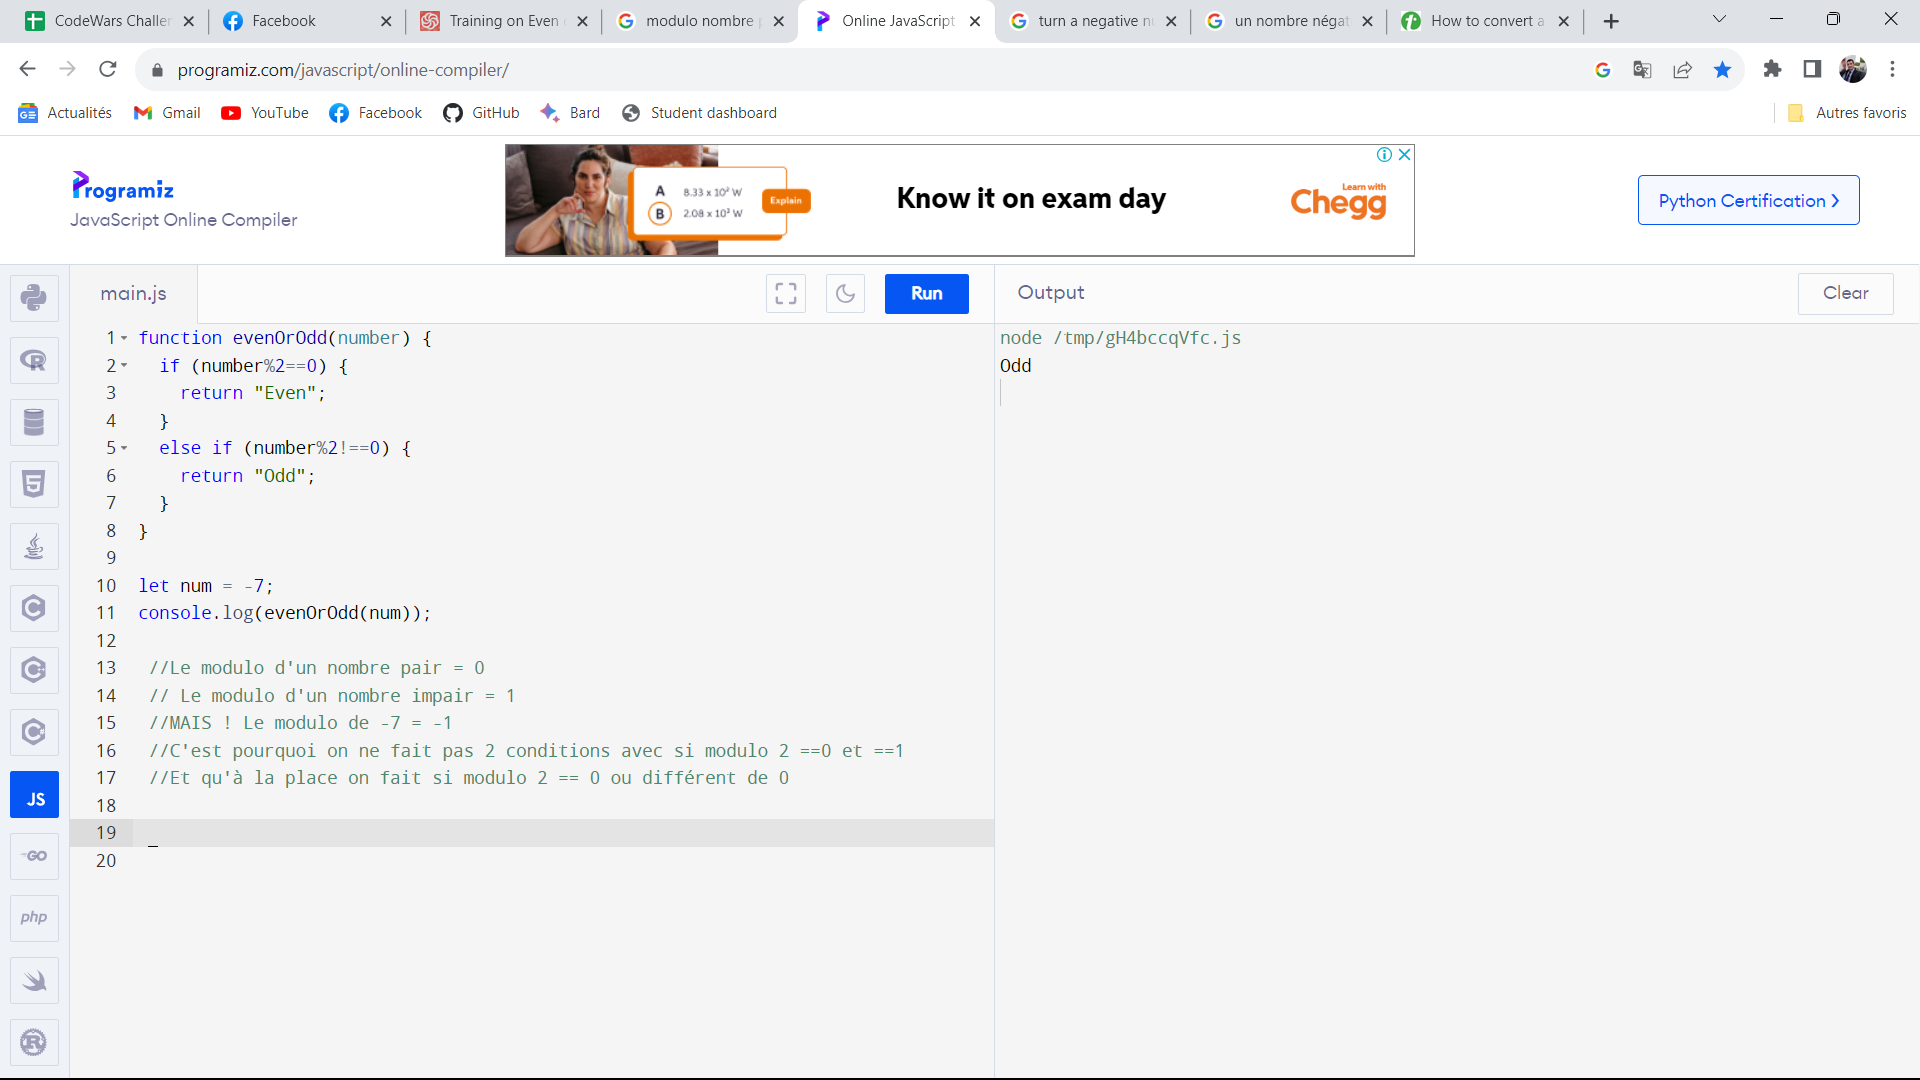 CodeWars Challer
Facebook
Training on Even
modulo nombre
Online JavaScript
turn a negative n
un nombre négat
How to convert a
programiz.com/javascript/online-compiler/
Actualités
Gmail
YouTube
Facebook
GitHub
Bard
Student dashboard
Autres favoris
Programiz
JavaScript Online Compiler
A 8.33 x 10² W
B 2.08 x 10³ W
Explain
Know it on exam day
Learn with
Chegg
Python Certification >
main.js
Run
Output
Clear
1 function evenOrOdd(number) {
2 if (number%2==0) {
3 return "Even";
4 }
5 else if (number%2!==0) {
6 return "Odd";
7 }
8 }
9
10 let num = -7;
11 console.log(evenOrOdd(num));
12
13 //Le modulo d'un nombre pair = 0
14 // Le modulo d'un nombre impair = 1
15 //MAIS ! Le modulo de -7 = -1
16 //C'est pourquoi on ne fait pas 2 conditions avec si modulo 2 ==0 et ==1
17 //Et qu'à la place on fait si modulo 2 == 0 ou différent de 0
18
19
20
node /tmp/gH4bccqVfc.js
Odd
JS
GO
php